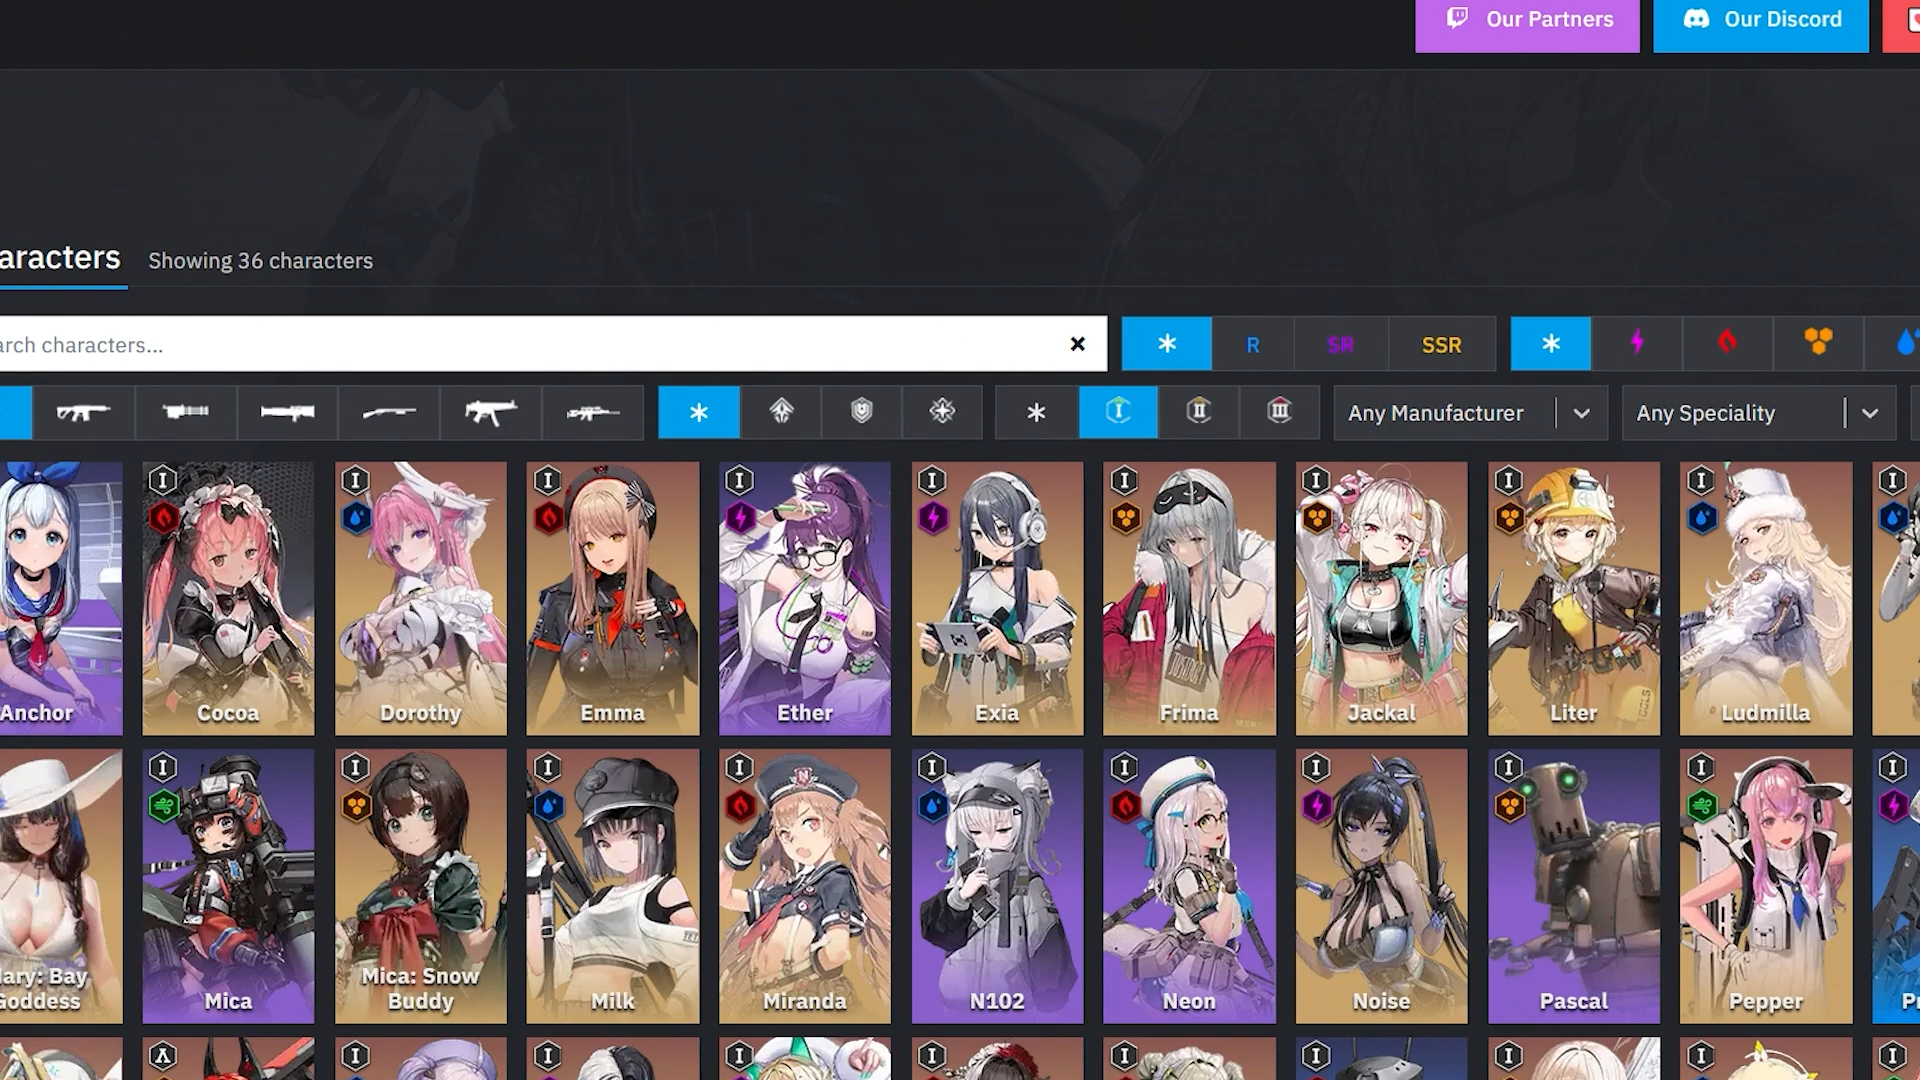 Our Partners
Our Discord
aracters
Showing 36 characters
arch characters...
R
SR
SSR
I
II
III
Any Manufacturer
Any Speciality
Anchor
Cocoa
Dorothy
Emma
Ether
Exia
Frima
Jackal
Liter
Ludmilla
lary: Bay
Goddess
Mica
Mica: Snow
Buddy
Milk
Miranda
N102
Neon
Noise
Pascal
Pepper